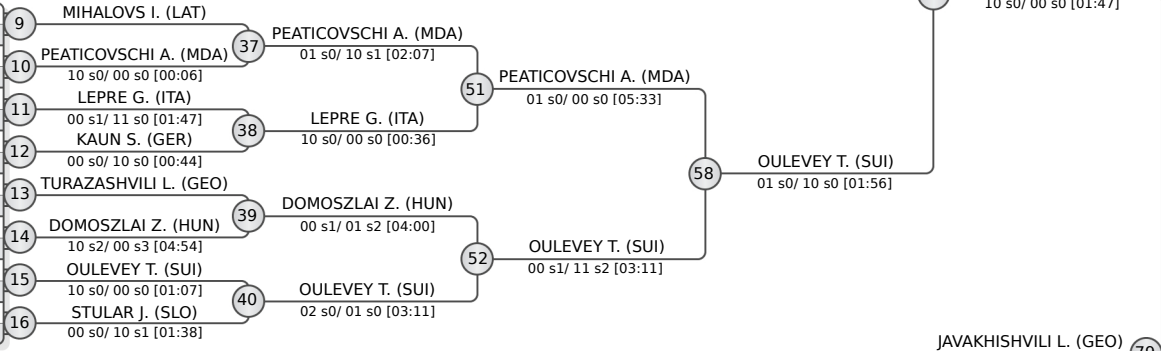 10 s0/ 00 s0 [01:47]
9
MIHALOVS I. (LAT)
37
PEATICOVSCHI A. (MDA)
01 s0/ 10 s1 [02:07]
10
PEATICOVSCHI A. (MDA)
10 s0/ 00 s0 [00:06]
51
PEATICOVSCHI A. (MDA)
01 s0/ 00 s0 [05:33]
11
LEPRE G. (ITA)
00 s1/ 11 s0 [01:47]
38
LEPRE G. (ITA)
10 s0/ 00 s0 [00:36]
12
KAUN S. (GER)
00 s0/ 10 s0 [00:44]
58
OULEVEY T. (SUI)
01 s0/ 10 s0 [01:56]
13
TURAZASHVILI L. (GEO)
39
DOMOSZLAI Z. (HUN)
00 s1/ 01 s2 [04:00]
14
DOMOSZLAI Z. (HUN)
10 s2/ 00 s3 [04:54]
52
OULEVEY T. (SUI)
00 s1/ 11 s2 [03:11]
15
OULEVEY T. (SUI)
10 s0/ 00 s0 [01:07]
40
OULEVEY T. (SUI)
02 s0/ 01 s0 [03:11]
16
STULAR J. (SLO)
00 s0/ 10 s1 [01:38]
JAVAKHISHVILI L. (GEO)